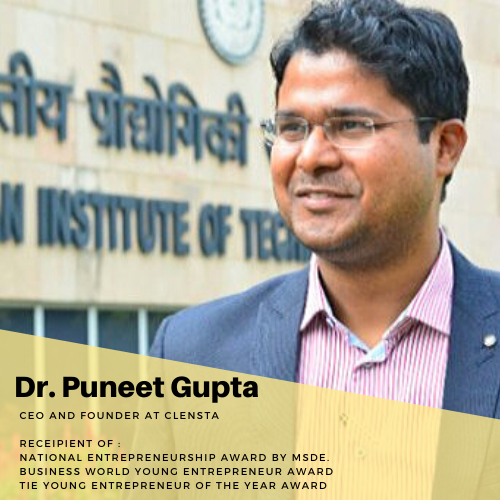 तीय प्रौद्योगिकी
N INSTITUTE OF TECH
Dr. Puneet Gupta
CEO AND FOUNDER AT CLENSTA
RECEIPIENT OF :
NATIONAL ENTREPRENEURSHIP AWARD BY MSDE.
BUSINESS WORLD YOUNG ENTREPRENEUR AWARD
TIE YOUNG ENTREPRENEUR OF THE YEAR AWARD